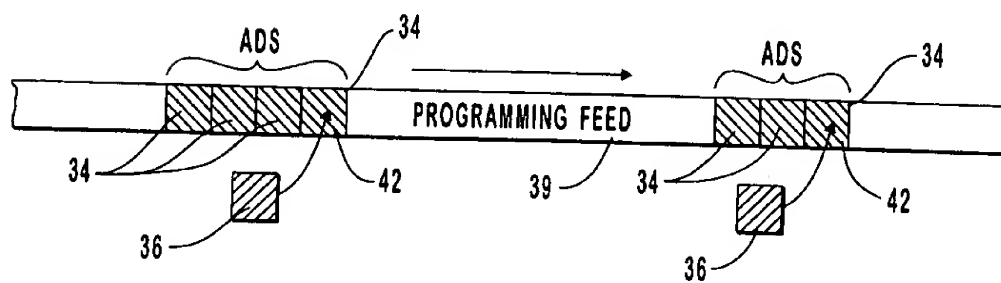 ADS 34 ADS 34
PROGRAMMING FEED
34 42 39 34 42
36 36